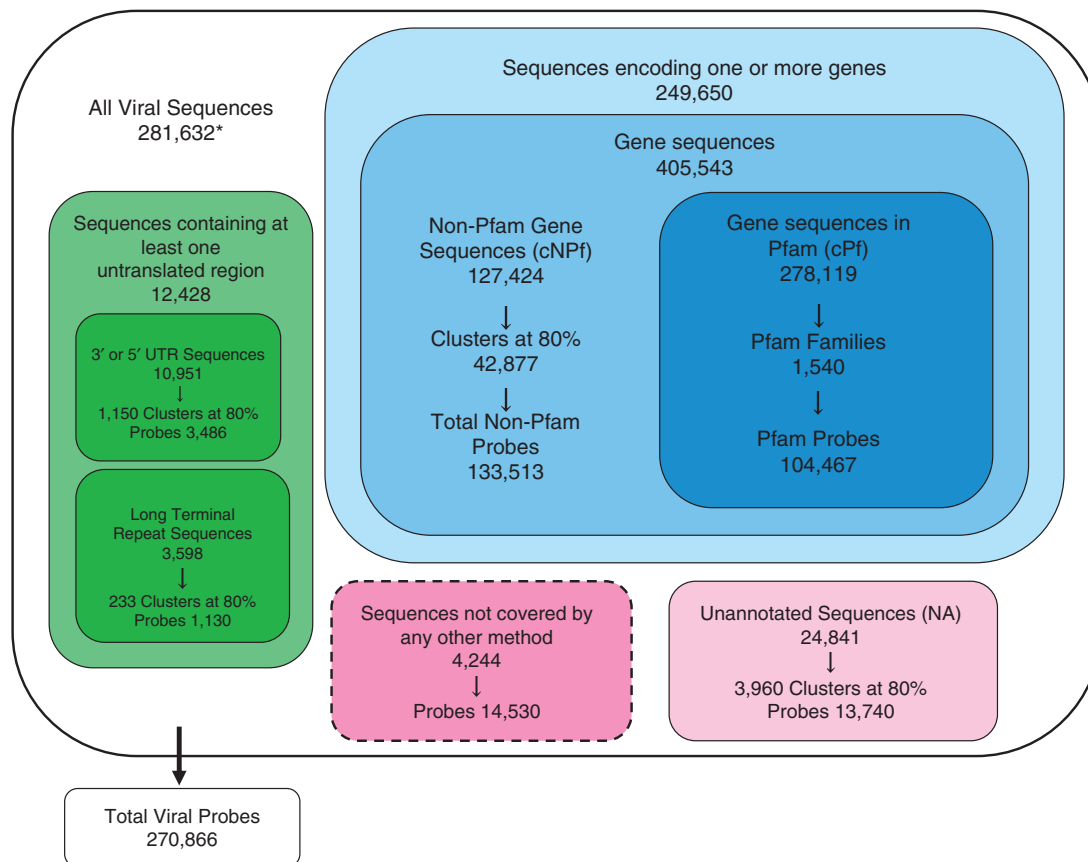 All Viral Sequences
281,632*
Sequences encoding one or more genes
249,650
Gene sequences
405,543
Non-Pfam Gene
Sequences (cNPf)
127,424
↓
Clusters at 80%
42,877
↓
Total Non-Pfam
Probes
133,513
Gene sequences in
Pfam (cPf)
278,119
↓
Pfam Families
1,540
↓
Pfam Probes
104,467
Sequences containing at
least one
untranslated region
12,428
3′ or 5′ UTR Sequences
10,951
↓
1,150 Clusters at 80%
Probes 3,486
Long Terminal
Repeat Sequences
3,598
↓
233 Clusters at 80%
Probes 1,130
Sequences not covered by
any other method
4,244
↓
Probes 14,530
Unannotated Sequences (NA)
24,841
↓
3,960 Clusters at 80%
Probes 13,740
Total Viral Probes
270,866